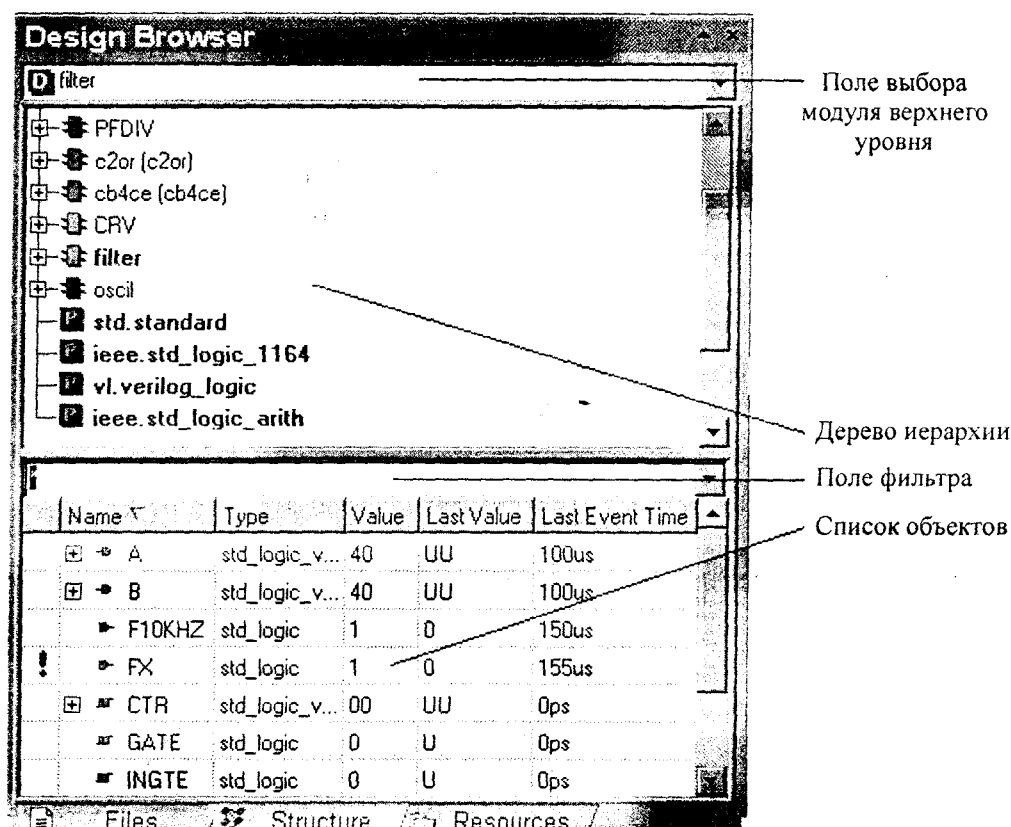 Design Browser
filter
Поле выбора
модуля верхнего
уровня
PFDIV
c2or (c2or)
cb4ce (cb4ce)
CRV
filter
oscil
std.standard
ieee.std_logic_1164
vl.verilog_logic
ieee.std_logic_arith
Дерево иерархии
Поле фильтра
Name Type Value Last Value Last Event Time
Список объектов
A std_logic_v... 40 UU 100us
B std_logic_v... 40 UU 100us
F10KHZ std_logic 1 0 150us
FX std_logic 1 0 155us
CTR std_logic_v... 00 UU 0ps
GATE std_logic 0 U 0ps
INGTE std_logic 0 U 0ps
Files Structure Resources